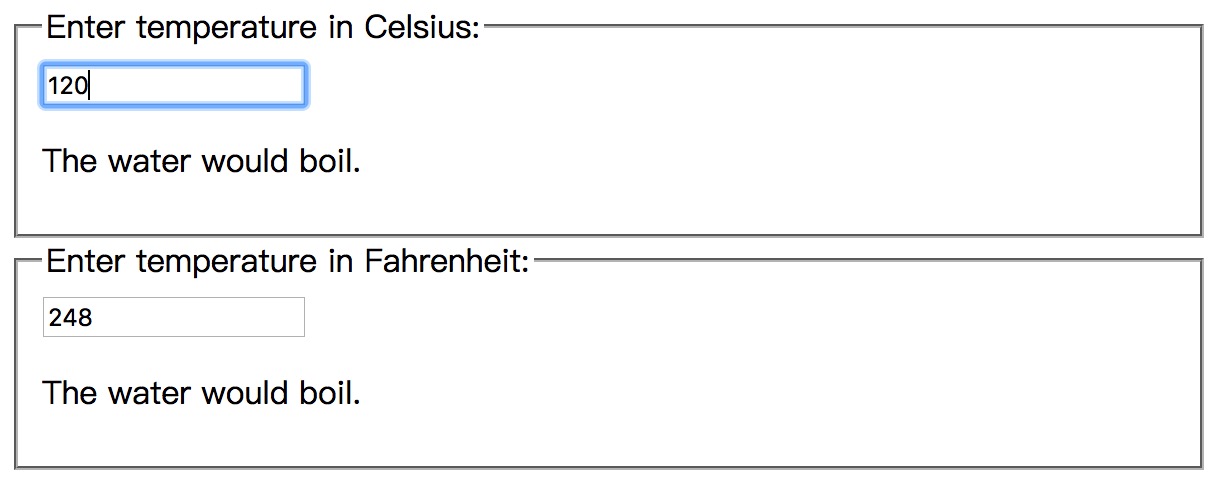 Enter temperature in Celsius:
120
The water would boil.
Enter temperature in Fahrenheit:
248
The water would boil.